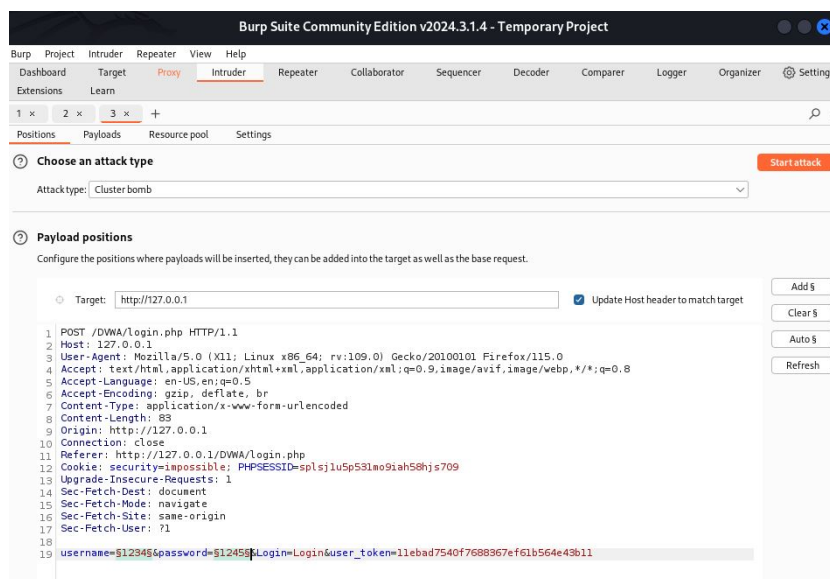 Burp Suite Community Edition v2024.3.1.4 - Temporary Project
Burp Project Intruder Repeater View Help
Dashboard Target Proxy Intruder Repeater Collaborator Sequencer Decoder Comparer Logger Organizer Setting
Extensions Learn
1 × 2 × 3 × +
Positions Payloads Resource pool Settings
? Choose an attack type
Start attack
Attack type: Cluster bomb
? Payload positions
Configure the positions where payloads will be inserted, they can be added into the target as well as the base request.
Target: http://127.0.0.1 Update Host header to match target
Add §
Clear §
Auto §
Refresh
1 POST /DVWA/login.php HTTP/1.1
2 Host: 127.0.0.1
3 User-Agent: Mozilla/5.0 (X11; Linux x86_64; rv:109.0) Gecko/20100101 Firefox/115.0
4 Accept: text/html,application/xhtml+xml,application/xml;q=0.9,image/avif,image/webp,*/*;q=0.8
5 Accept-Language: en-US,en;q=0.5
6 Accept-Encoding: gzip, deflate, br
7 Content-Type: application/x-www-form-urlencoded
8 Content-Length: 83
9 Origin: http://127.0.0.1
10 Connection: close
11 Referer: http://127.0.0.1/DVWA/login.php
12 Cookie: security=impossible; PHPSESSID=splsj1u5p531mo9iah58hjs709
13 Upgrade-Insecure-Requests: 1
14 Sec-Fetch-Dest: document
15 Sec-Fetch-Mode: navigate
16 Sec-Fetch-Site: same-origin
17 Sec-Fetch-User: ?1
18
19 username=§1234§&password=§1245§&Login=Login&user_token=11ebad7540f7688367ef61b564e43b11